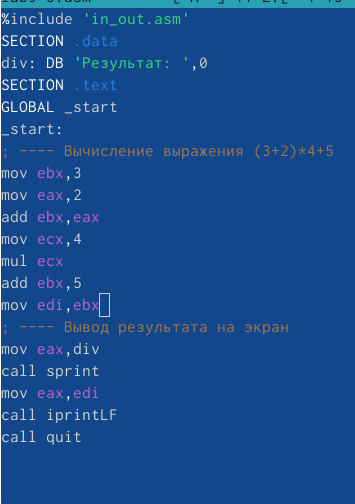 %include 'in_out.asm'
SECTION .data
div: DB 'Результат: ',0
SECTION .text
GLOBAL _start
_start:
; ---- Вычисление выражения (3+2)*4+5
mov ebx,3
mov eax,2
add ebx,eax
mov ecx,4
mul ecx
add ebx,5
mov edi,ebx
; ---- Вывод результата на экран
mov eax,div
call sprint
mov eax,edi
call iprintLF
call quit